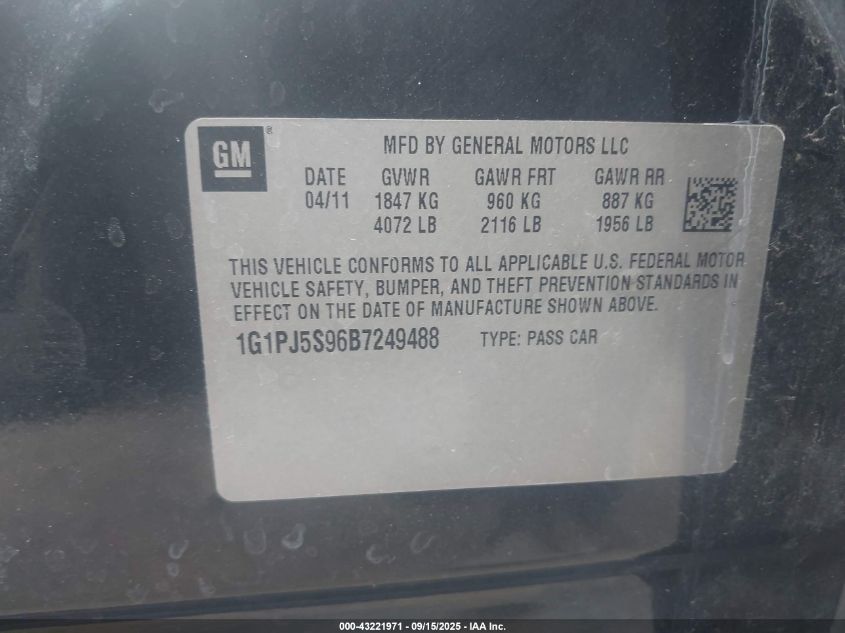 GM ®
MFD BY GENERAL MOTORS LLC
DATE GVWR GAWR FRT GAWR RR
04/11 1847 KG 960 KG 887 KG
4072 LB 2116 LB 1956 LB
THIS VEHICLE CONFORMS TO ALL APPLICABLE U.S. FEDERAL MOTOR
VEHICLE SAFETY, BUMPER, AND THEFT PREVENTION STANDARDS IN
EFFECT ON THE DATE OF MANUFACTURE SHOWN ABOVE.
1G1PJ5S96B7249488 TYPE: PASS CAR
000-43221971 - 09/15/2025 - IAA Inc.